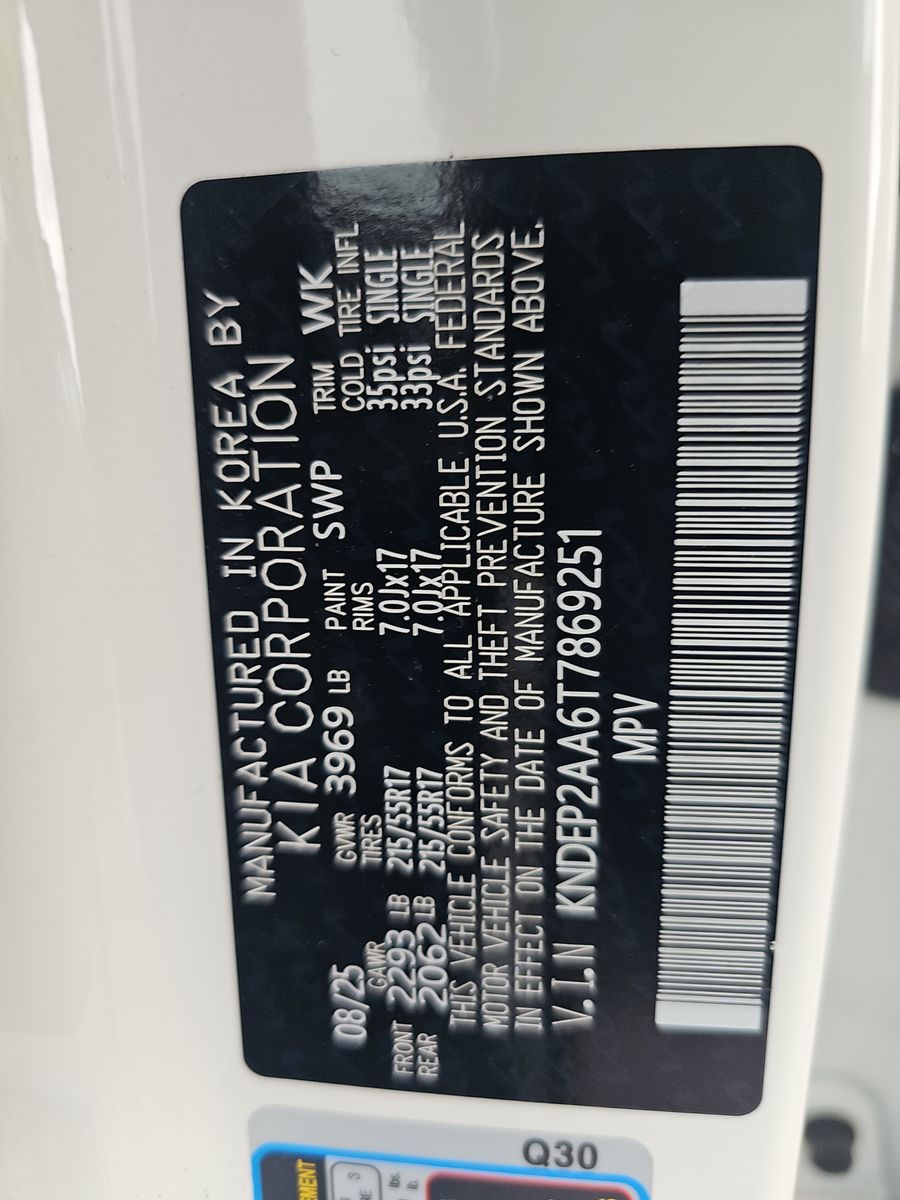 MANUFACTURED IN KOREA BY
KIA CORPORATION
08/25 GVWR 3969 LB PAINT SWP TRIM WK
GAWR TIRES RIMS COLD TIRE INFL
FRONT 2293 LB 215/55R17 7.0Jx17 35psi SINGLE
REAR 2062 LB 215/55R17 7.0Jx17 33psi SINGLE
THIS VEHICLE CONFORMS TO ALL APPLICABLE U.S.A. FEDERAL
MOTOR VEHICLE SAFETY AND THEFT PREVENTION STANDARDS
IN EFFECT ON THE DATE OF MANUFACTURE SHOWN ABOVE.
V.I.N KNDEP2AA6T7869251
MPV
Q30